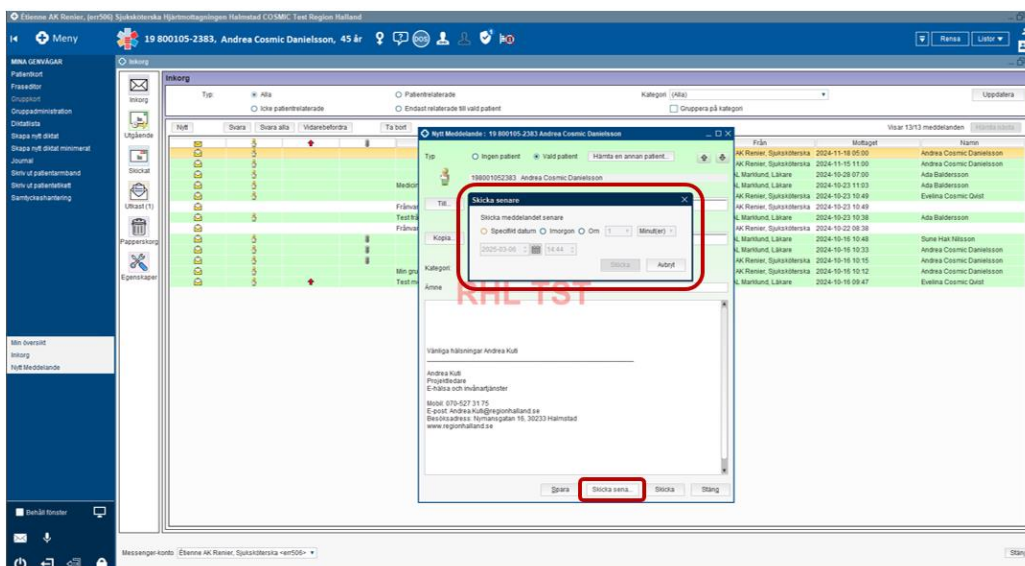 Étienne AK Renier, (err506) Sjuksköterska Hjärtmottagningen Halmstad COSMIC Test Region Halland
Meny
19 800105-2383, Andrea Cosmic Danielsson, 45 år
Rensa Listor
MINA GENVÄGAR
Patientkort
Fraseditor
Gruppkort
Gruppadministration
Diktatlista
Skapa nytt diktat
Skapa nytt diktat minimerat
Journal
Skriv ut patientarmband
Skriv ut patientetikett
Samtyckeshantering
Min översikt
Inkorg
Nytt Meddelande
Behåll fönster
Inkorg
Inkorg
Utgående
Skickat
Utkast (1)
Papperskorg
Egenskaper
Inkorg
Typ: Alla Patientrelaterade Kategori (Alla) Uppdatera
Icke patientrelaterade Endast relaterade till vald patient Gruppera på kategori
Nytt Svara Svara alla Vidarebefordra Ta bort Visar 13/13 meddelanden Hämta nästa
Från Mottaget Namn
AK Renier, Sjuksköterska 2024-11-18 05:00 Andrea Cosmic Danielsson
AK Renier, Sjuksköterska 2024-11-15 11:00 Andrea Cosmic Danielsson
Marklund, Läkare 2024-10-28 07:00 Ada Baldersson
Medicin Marklund, Läkare 2024-10-23 11:03 Ada Baldersson
AK Renier, Sjuksköterska 2024-10-23 10:49 Evelina Cosmic Qvist
Frånvar AK Renier, Sjuksköterska 2024-10-23 10:49
Test frå Marklund, Läkare 2024-10-23 10:38 Ada Baldersson
Frånvar AK Renier, Sjuksköterska 2024-10-22 08:38
Marklund, Läkare 2024-10-16 10:48 Sune Hak Nilsson
Marklund, Läkare 2024-10-16 10:33 Andrea Cosmic Danielsson
AK Renier, Sjuksköterska 2024-10-16 10:15 Andrea Cosmic Danielsson
Min gru AK Renier, Sjuksköterska 2024-10-16 10:12 Andrea Cosmic Danielsson
Test m Marklund, Läkare 2024-10-16 09:47 Evelina Cosmic Qvist
Nytt Meddelande : 19 800105-2383 Andrea Cosmic Danielsson
Typ Ingen patient Vald patient Hämta en annan patient...
198001052383 Andrea Cosmic Danielsson
Till...
Kopia...
Kategori
Ämne
Skicka senare
Skicka meddelandet senare
Specifikt datum Imorgon Om 1 Minut(er)
2025-03-06 14:44
Skicka Avbryt
RHL TST
Vänliga hälsningar Andrea Kuti
Andrea Kuti
Projektledare
E-hälsa och invånartjänster
Mobil: 070-527 31 75
E-post: Andrea.Kuti@regionhalland.se
Besöksadress: Nymansgatan 16, 30233 Halmstad
www.regionhalland.se
Spara Skicka sena... Skicka Stäng
Messenger-konto Étienne AK Renier, Sjuksköterska <err506> Stäng